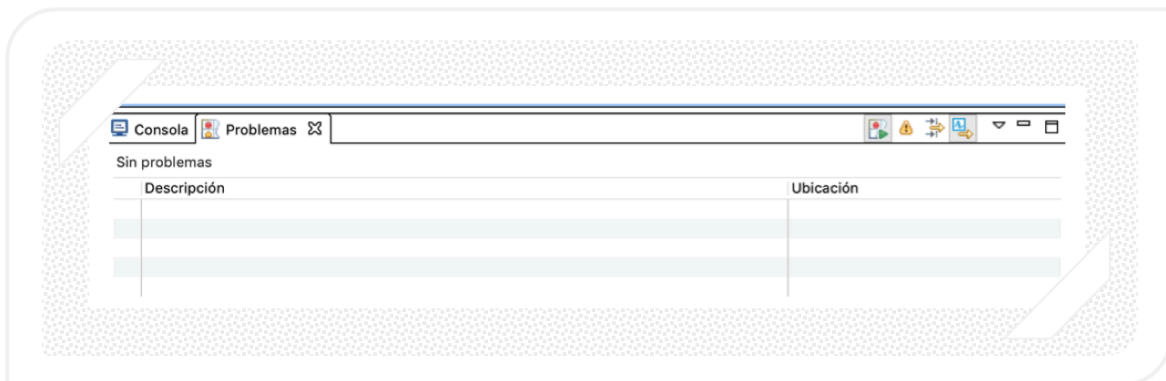 Consola Problemas
Sin problemas
Descripción Ubicación